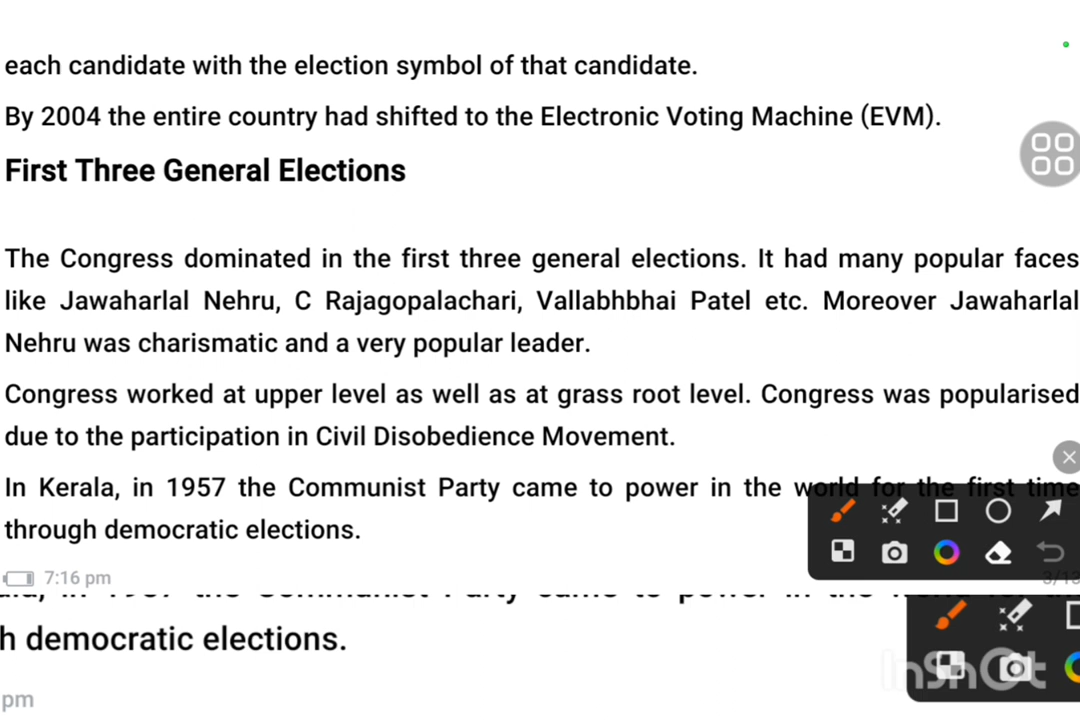 each candidate with the election symbol of that candidate.
By 2004 the entire country had shifted to the Electronic Voting Machine (EVM).
First Three General Elections
The Congress dominated in the first three general elections. It had many popular faces
like Jawaharlal Nehru, C Rajagopalachari, Vallabhbhai Patel etc. Moreover Jawaharlal
Nehru was charismatic and a very popular leader.
Congress worked at upper level as well as at grass root level. Congress was popularised
due to the participation in Civil Disobedience Movement.
In Kerala, in 1957 the Communist Party came to power in the world for the first time
through democratic elections.
7:16 pm
3/13
h democratic elections.
pm
InShOt